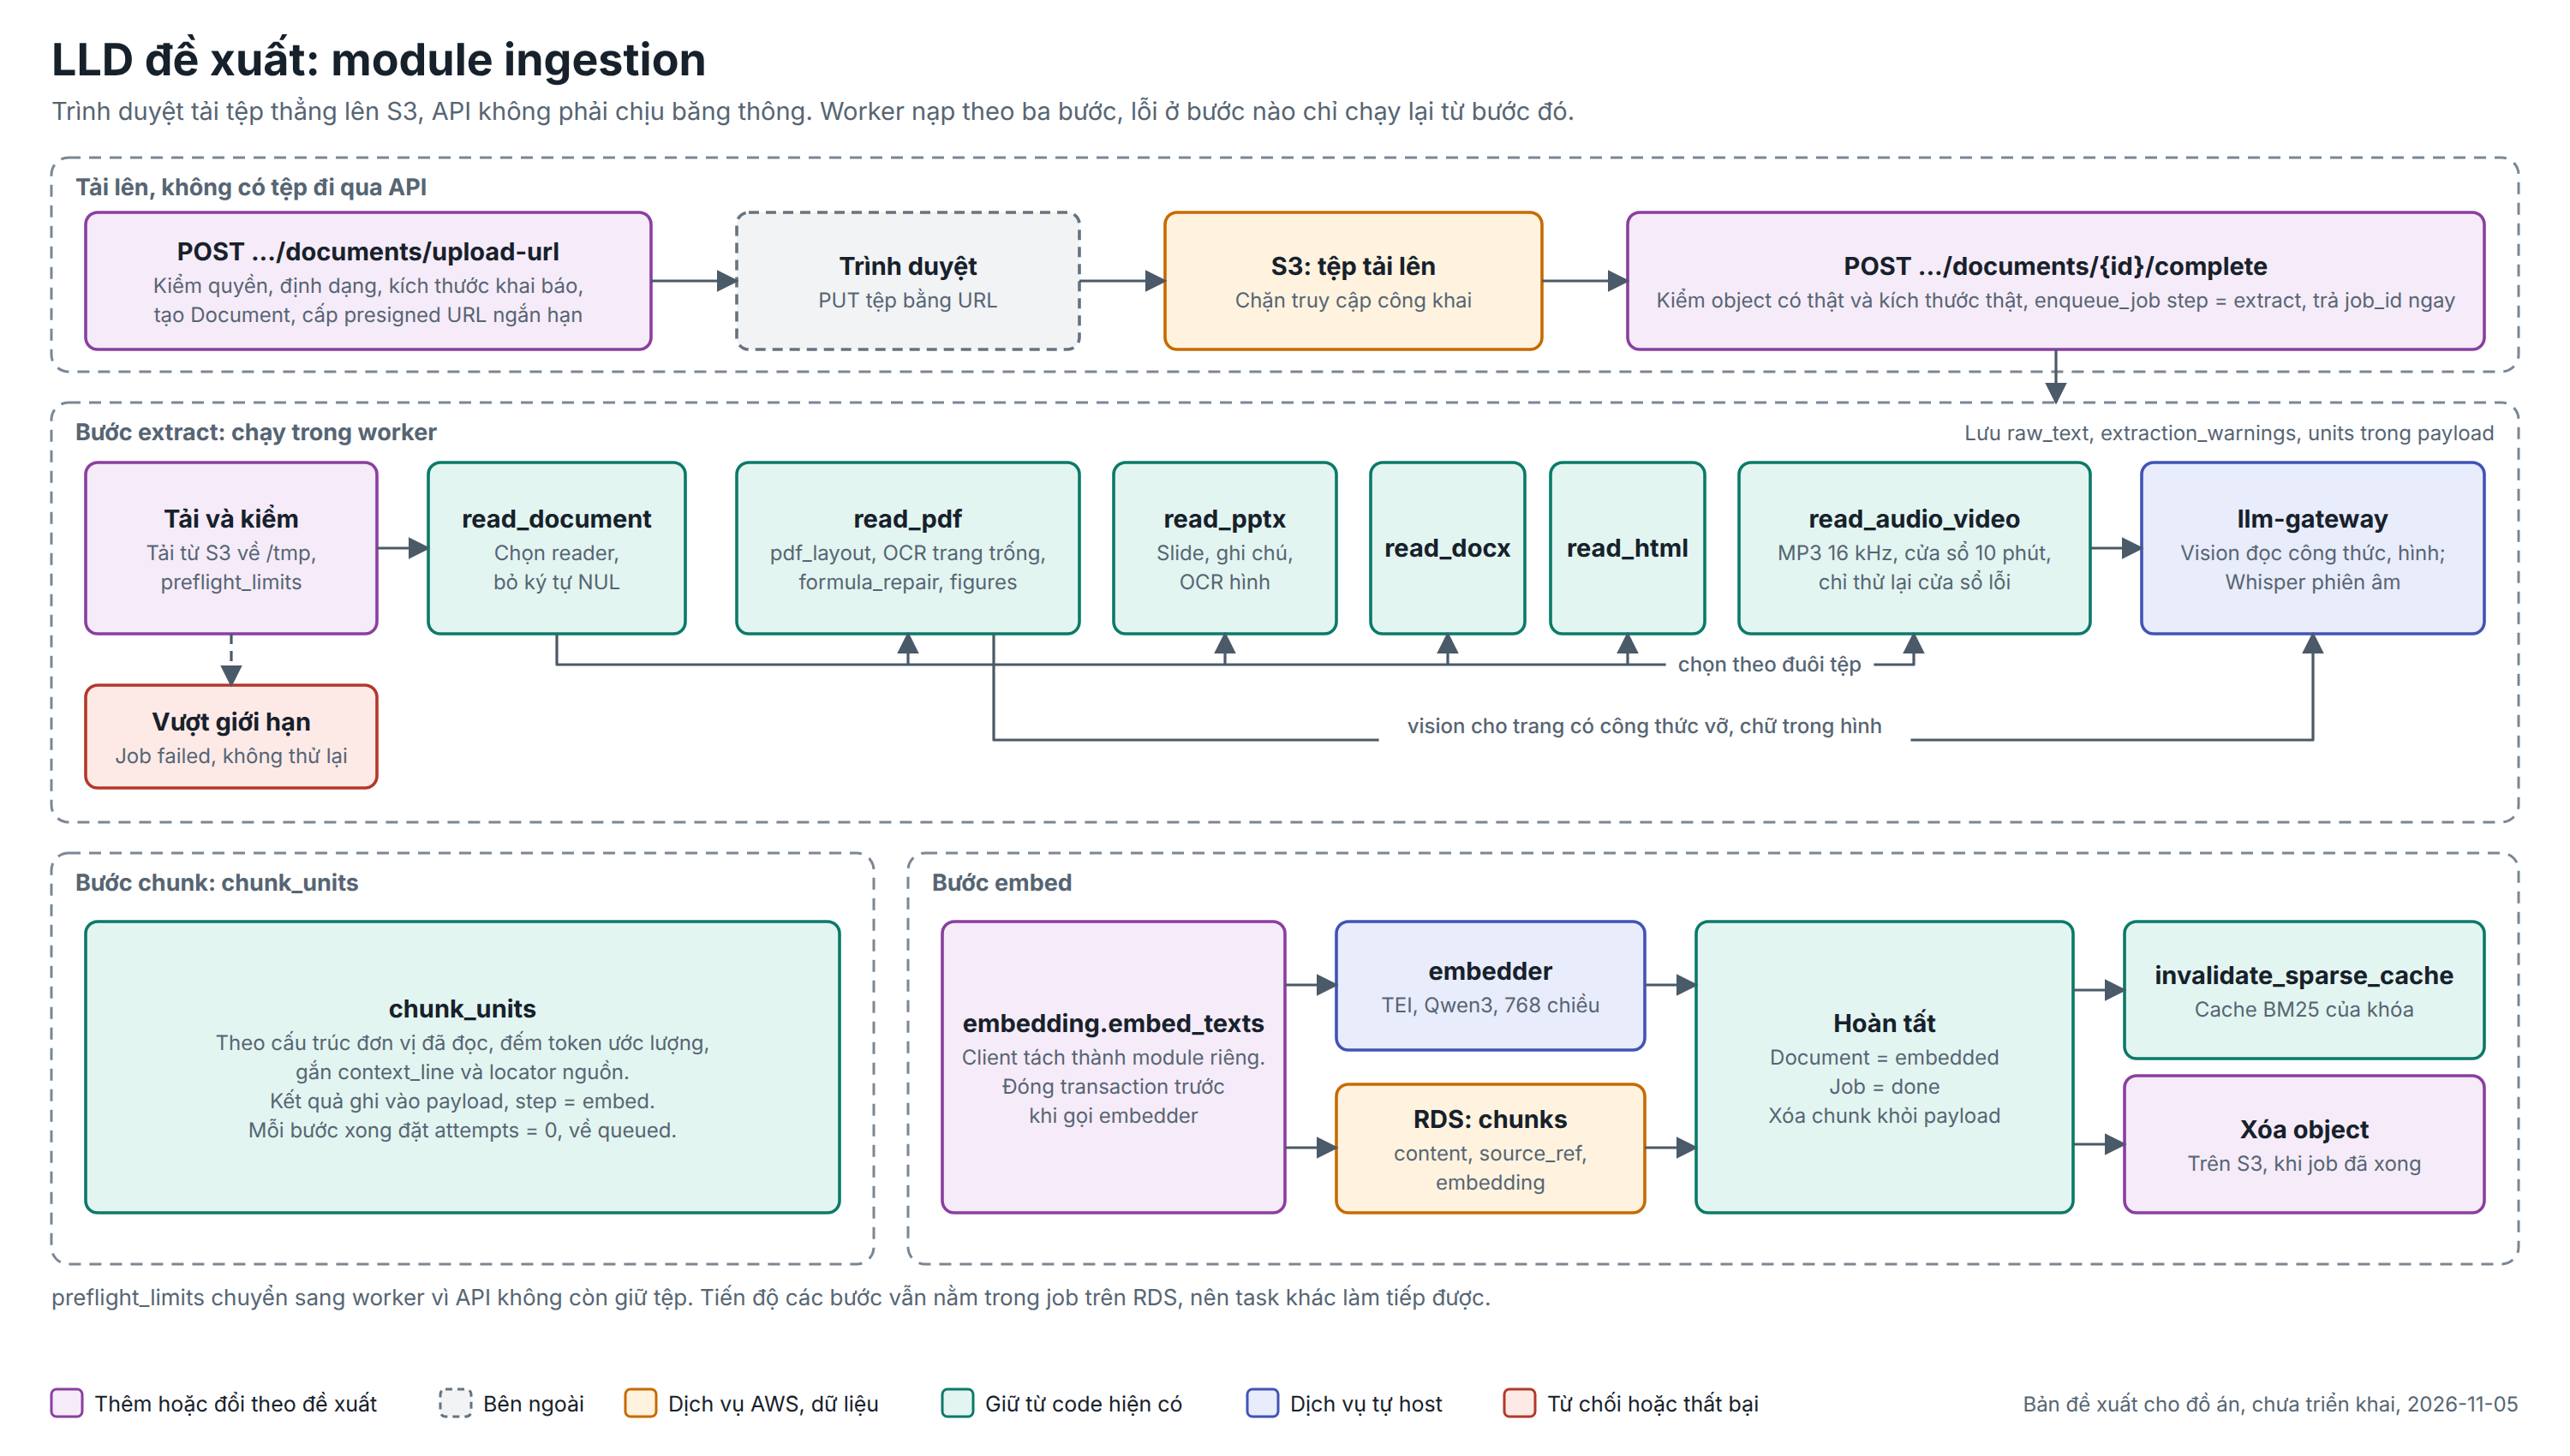 LLD đề xuất: module ingestion
Trình duyệt tải tệp thẳng lên S3, API không phải chịu băng thông. Worker nạp theo ba bước, lỗi ở bước nào chỉ chạy lại từ bước đó.
Tải lên, không có tệp đi qua API
POST .../documents/upload-url
Kiểm quyền, định dạng, kích thước khai báo,
tạo Document, cấp presigned URL ngắn hạn
Trình duyệt
PUT tệp bằng URL
S3: tệp tải lên
Chặn truy cập công khai
POST .../documents/{id}/complete
Kiểm object có thật và kích thước thật, enqueue_job step = extract, trả job_id ngay
Bước extract: chạy trong worker
Lưu raw_text, extraction_warnings, units trong payload
Tải và kiểm
Tải từ S3 về /tmp,
preflight_limits
read_document
Chọn reader,
bỏ ký tự NUL
read_pdf
pdf_layout, OCR trang trống,
formula_repair, figures
read_pptx
Slide, ghi chú,
OCR hình
read_docx
read_html
read_audio_video
MP3 16 kHz, cửa sổ 10 phút,
chỉ thử lại cửa sổ lỗi
llm-gateway
Vision đọc công thức, hình;
Whisper phiên âm
chọn theo đuôi tệp
vision cho trang có công thức vỡ, chữ trong hình
Vượt giới hạn
Job failed, không thử lại
Bước chunk: chunk_units
chunk_units
Theo cấu trúc đơn vị đã đọc, đếm token ước lượng,
gắn context_line và locator nguồn.
Kết quả ghi vào payload, step = embed.
Mỗi bước xong đặt attempts = 0, về queued.
Bước embed
embedding.embed_texts
Client tách thành module riêng.
Đóng transaction trước
khi gọi embedder
embedder
TEI, Qwen3, 768 chiều
RDS: chunks
content, source_ref,
embedding
Hoàn tất
Document = embedded
Job = done
Xóa chunk khỏi payload
invalidate_sparse_cache
Cache BM25 của khóa
Xóa object
Trên S3, khi job đã xong
preflight_limits chuyển sang worker vì API không còn giữ tệp. Tiến độ các bước vẫn nằm trong job trên RDS, nên task khác làm tiếp được.
Thêm hoặc đổi theo đề xuất
Bên ngoài
Dịch vụ AWS, dữ liệu
Giữ từ code hiện có
Dịch vụ tự host
Từ chối hoặc thất bại
Bản đề xuất cho đồ án, chưa triển khai, 2026-11-05